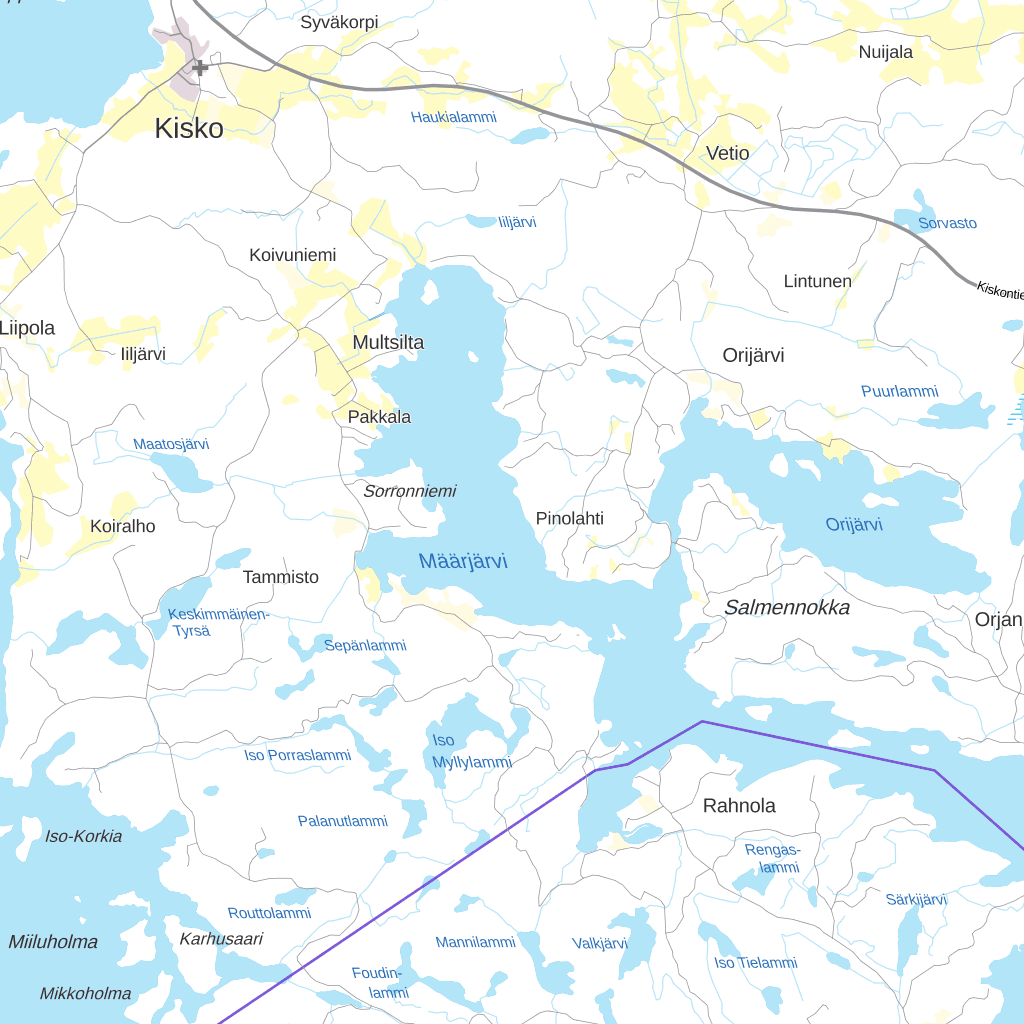 Syväkorpi
Nuijala
Haukialammi
Kisko
Vetio
Iiljärvi
Sorvasto
Koivuniemi
Lintunen
Kiskontie
Liipola
Multsilta
Iiljärvi
Orijärvi
Puurlammi
Pakkala
Maatosjärvi
Sorronniemi
Koiralho
Pinolahti
Orijärvi
Määrjärvi
Tammisto
Salmennokka
Keskimmäinen-
Tyrsä
Orjan
Sepänlammi
Iso
Myllylammi
Iso Porraslammi
Rahnola
Palanutlammi
Iso-Korkia
Rengas-
lammi
Särkijärvi
Routtolammi
Karhusaari
Miiluholma
Mannilammi
Valkjärvi
Iso Tielammi
Foudin-
lammi
Mikkoholma